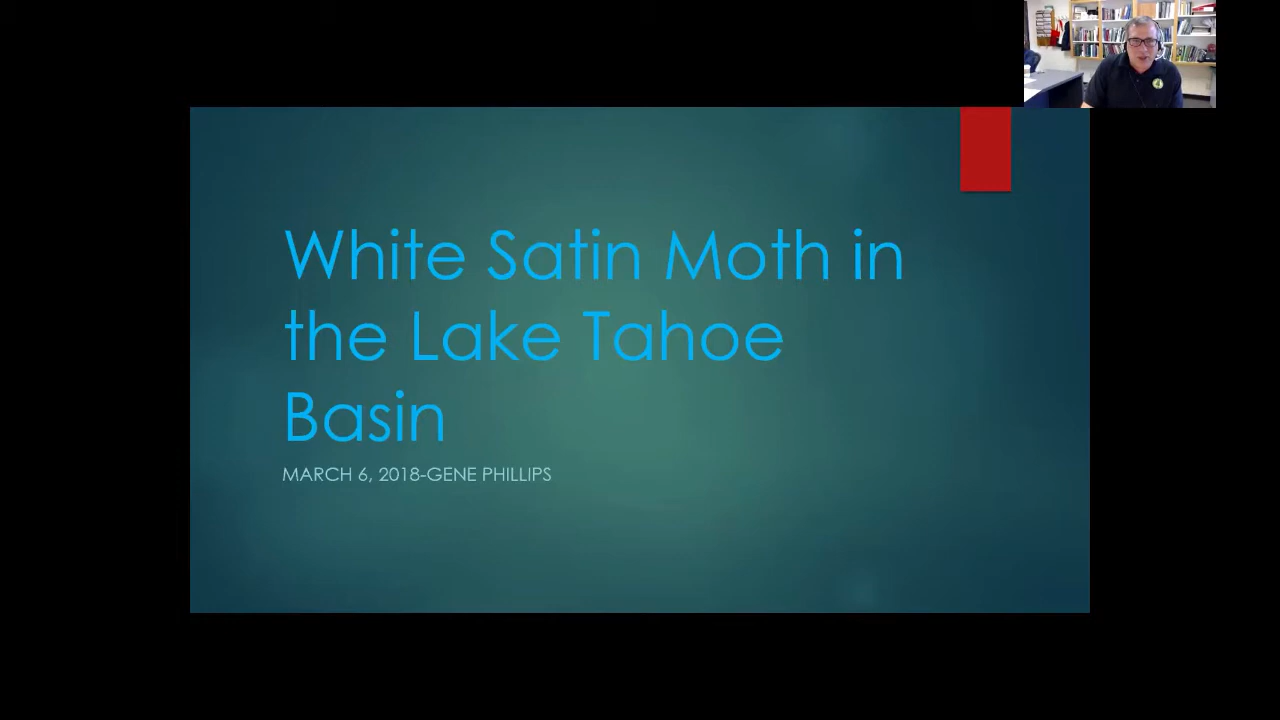 White Satin Moth in
the Lake Tahoe
Basin
MARCH 6, 2018-GENE PHILLIPS